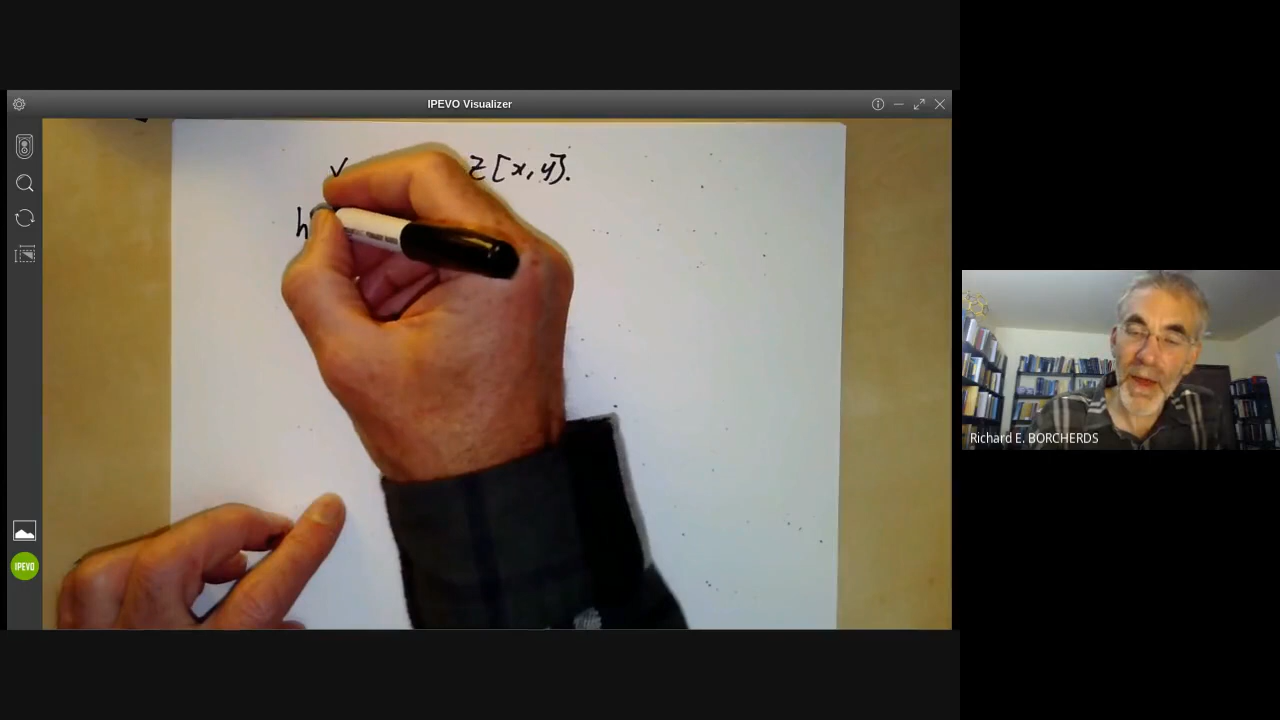 IPEVO Visualizer
Z[x,y].
h
IPEVO
Richard E. BORCHERDS